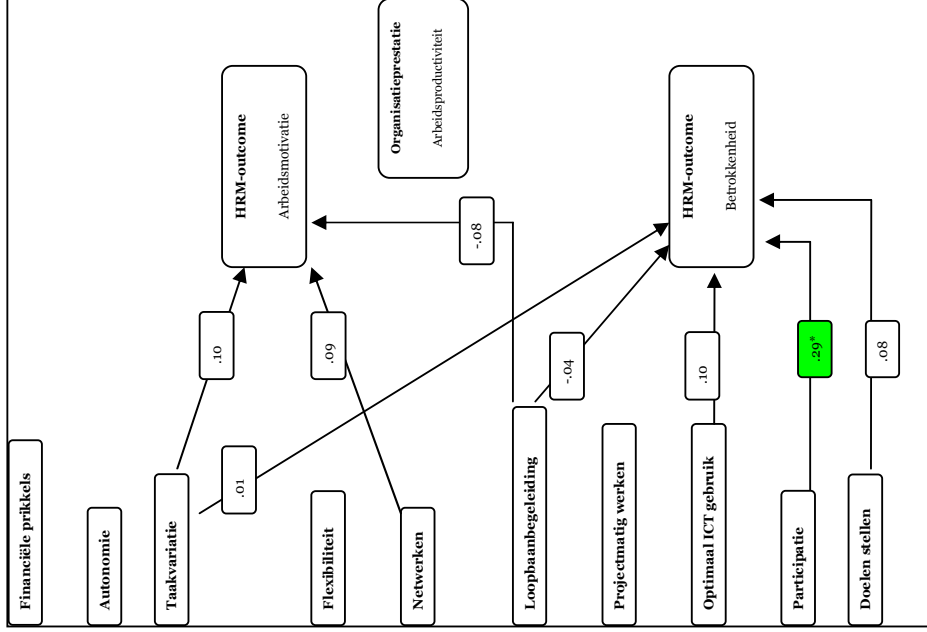 Financiële prikkels
Autonomie
Taakvariatie
Flexibiliteit
Netwerken
Loopbaanbegeleiding
Projectmatig werken
Optimaal ICT gebruik
Participatie
Doelen stellen
.01
.10
.09
-.08
-.04
.10
.29*
.08
HRM-outcome
Arbeidsmotivatie
Organisatieprestatie
Arbeidsproductiviteit
HRM-outcome
Betrokkenheid